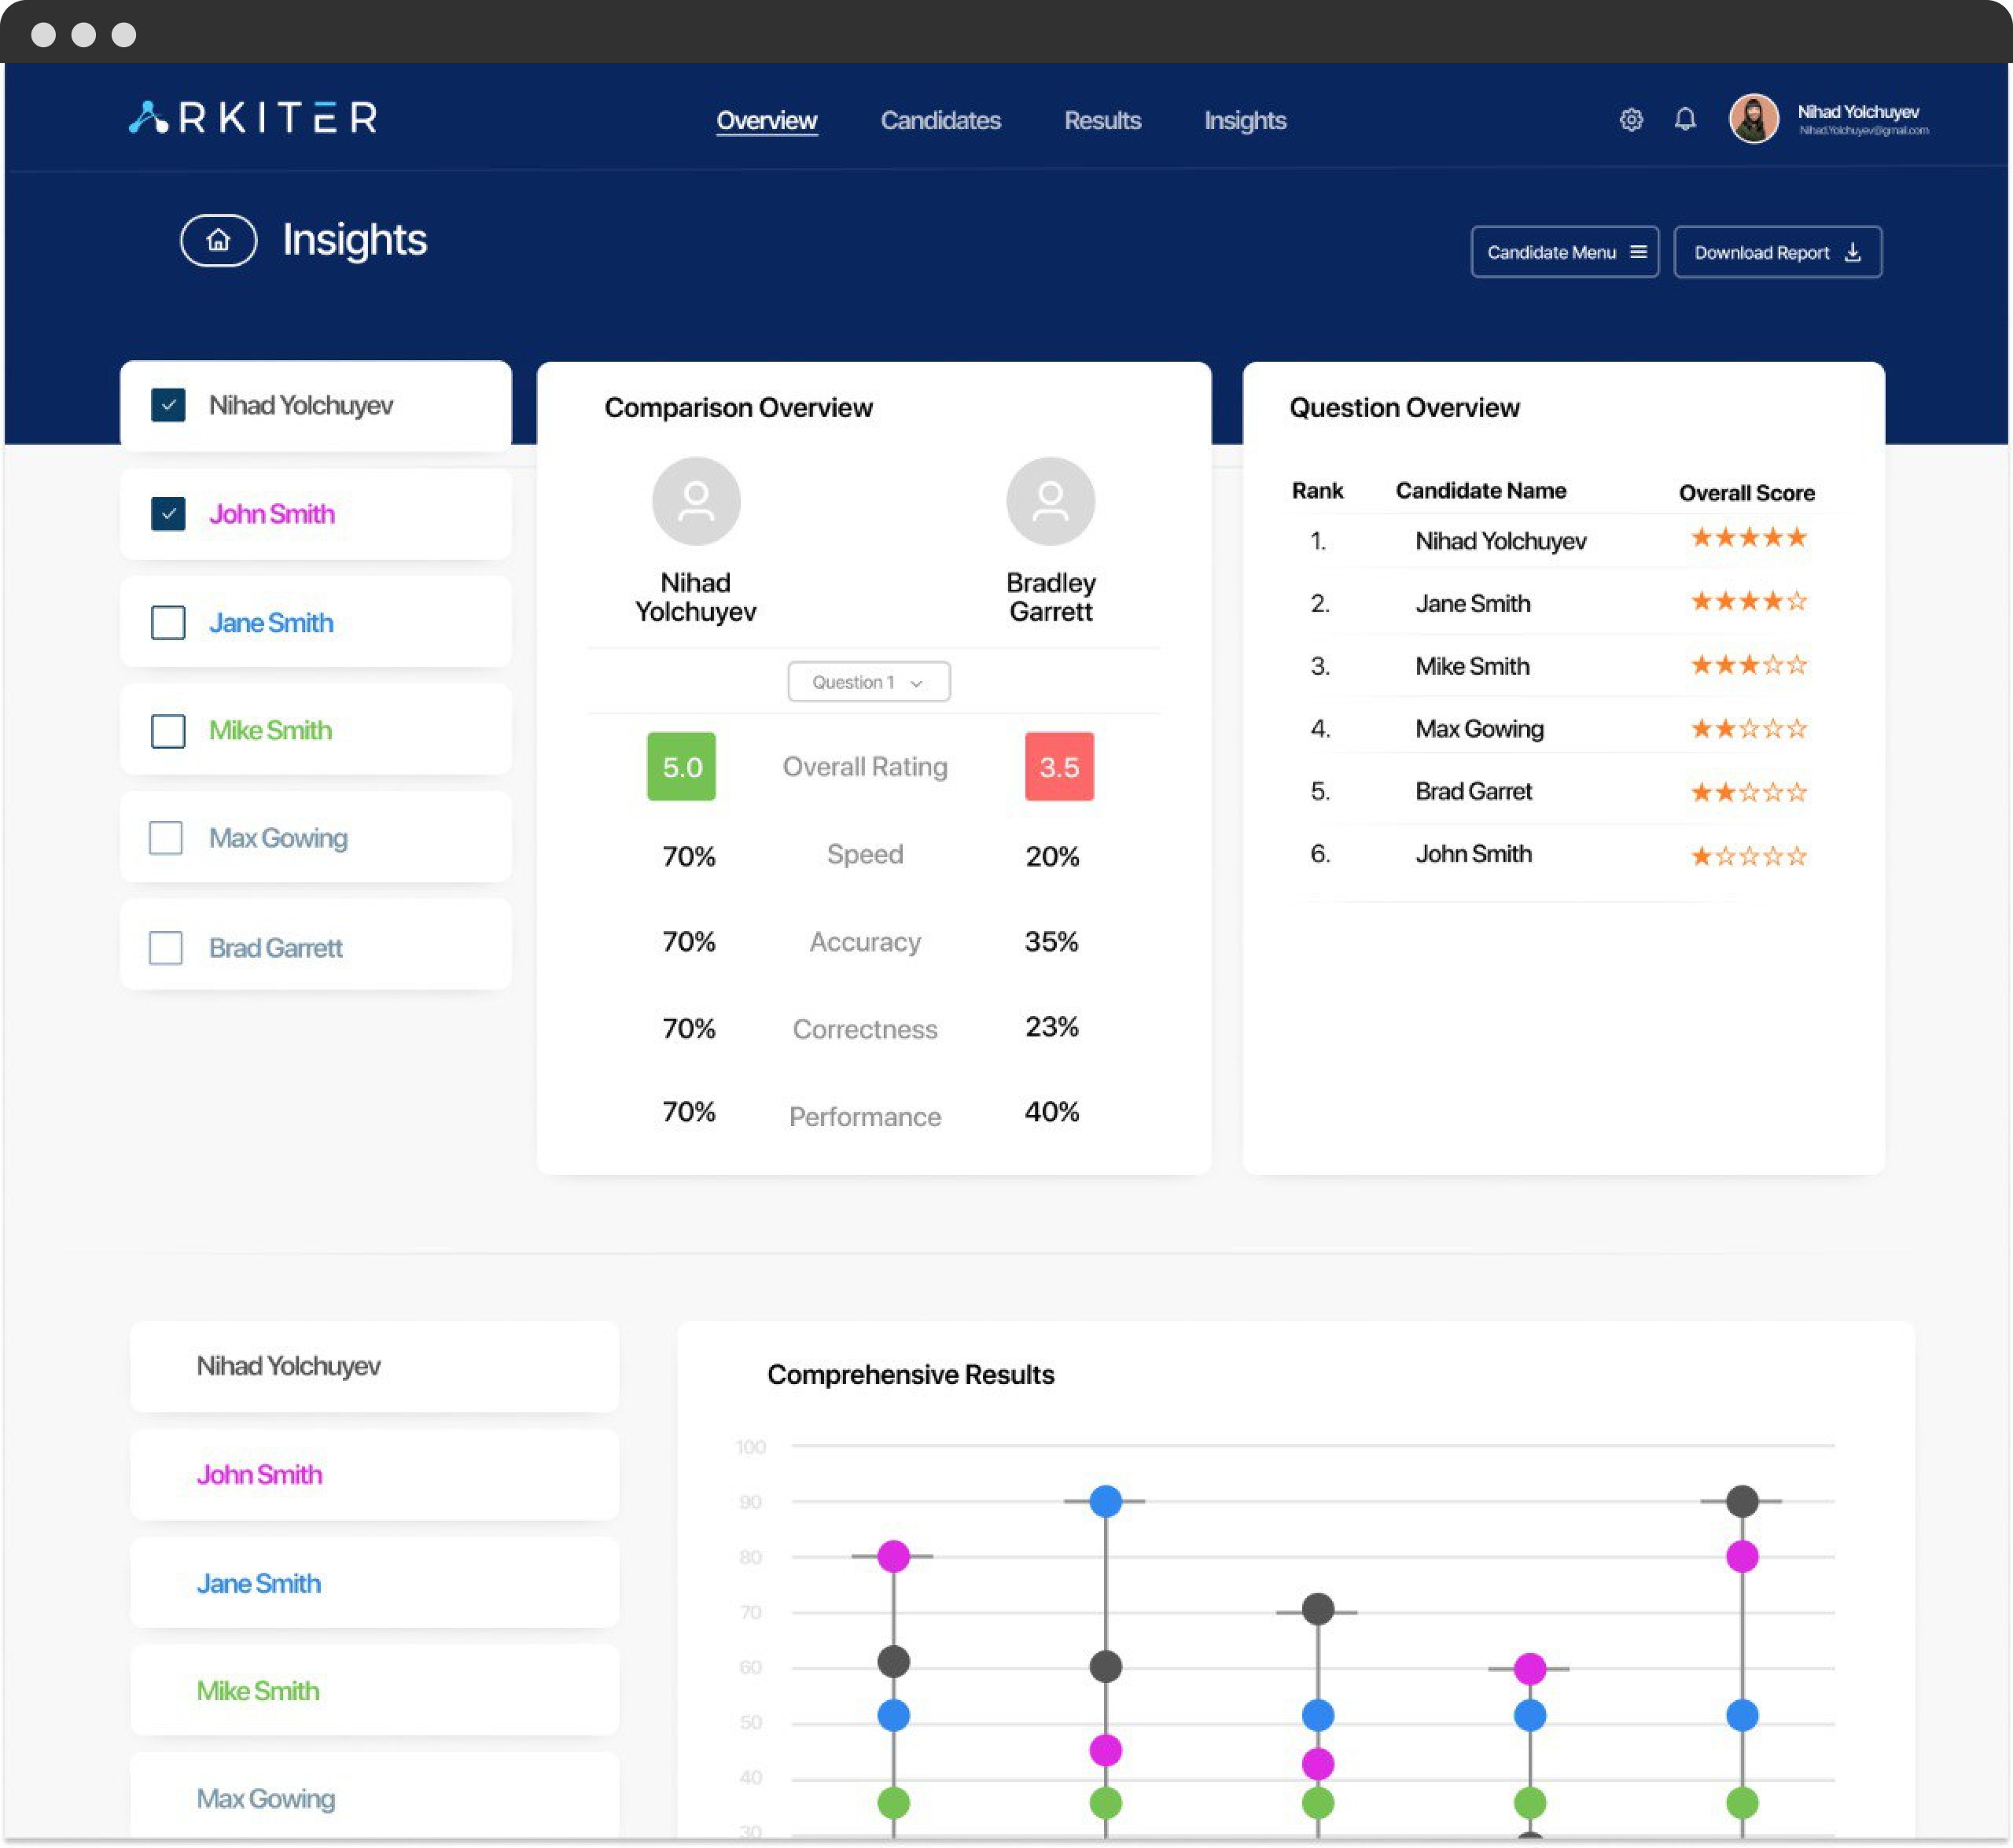 ARKITER
Overview Candidates Results Insights
Nihad Yolchuyev
Nihad.Yolchuyev@gmail.com
Insights
Candidate Menu
Download Report
Nihad Yolchuyev
John Smith
Jane Smith
Mike Smith
Max Gowing
Brad Garrett
Comparison Overview
Nihad
Yolchuyev
Bradley
Garrett
Question 1
5.0 Overall Rating 3.5
70% Speed 20%
70% Accuracy 35%
70% Correctness 23%
70% Performance 40%
Question Overview
Rank Candidate Name Overall Score
1. Nihad Yolchuyev
2. Jane Smith
3. Mike Smith
4. Max Gowing
5. Brad Garret
6. John Smith
Nihad Yolchuyev
John Smith
Jane Smith
Mike Smith
Max Gowing
Comprehensive Results
100
90
80
70
60
50
40
30